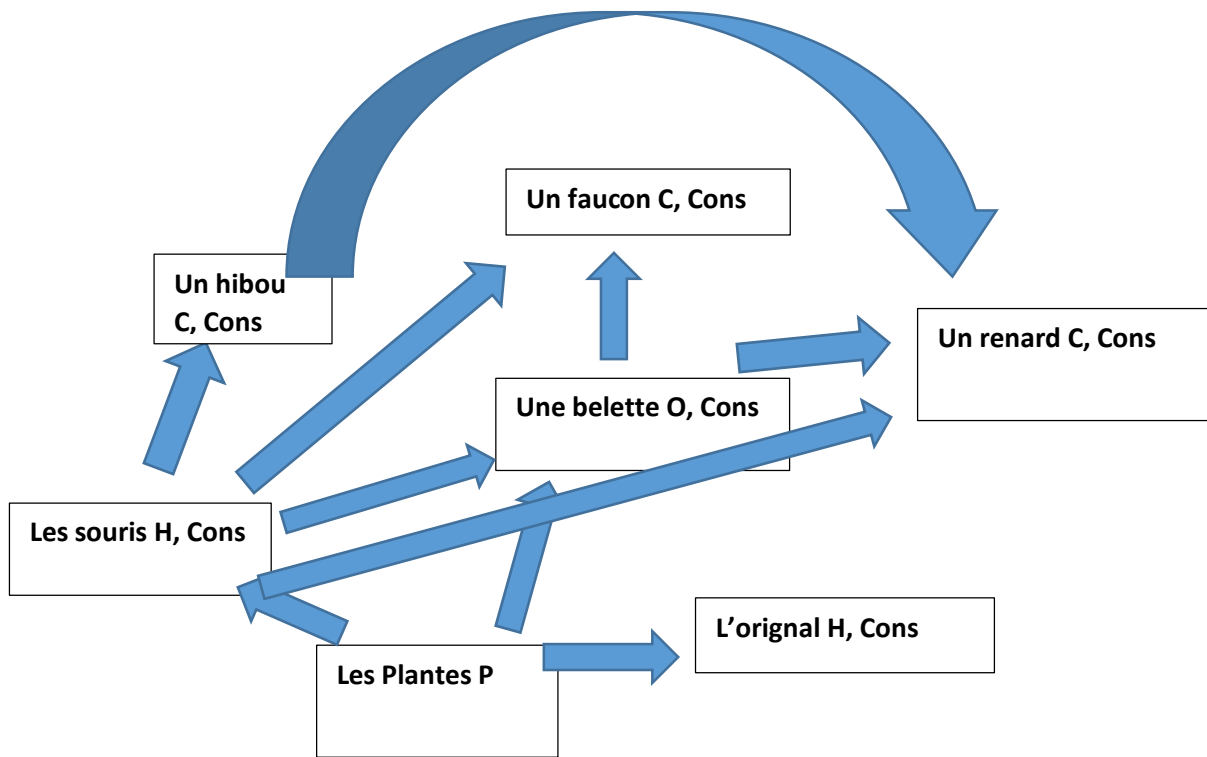 Un faucon C, Cons
Un hibou
C, Cons
Un renard C, Cons
Une belette O, Cons
Les souris H, Cons
L’orignal H, Cons
Les Plantes P